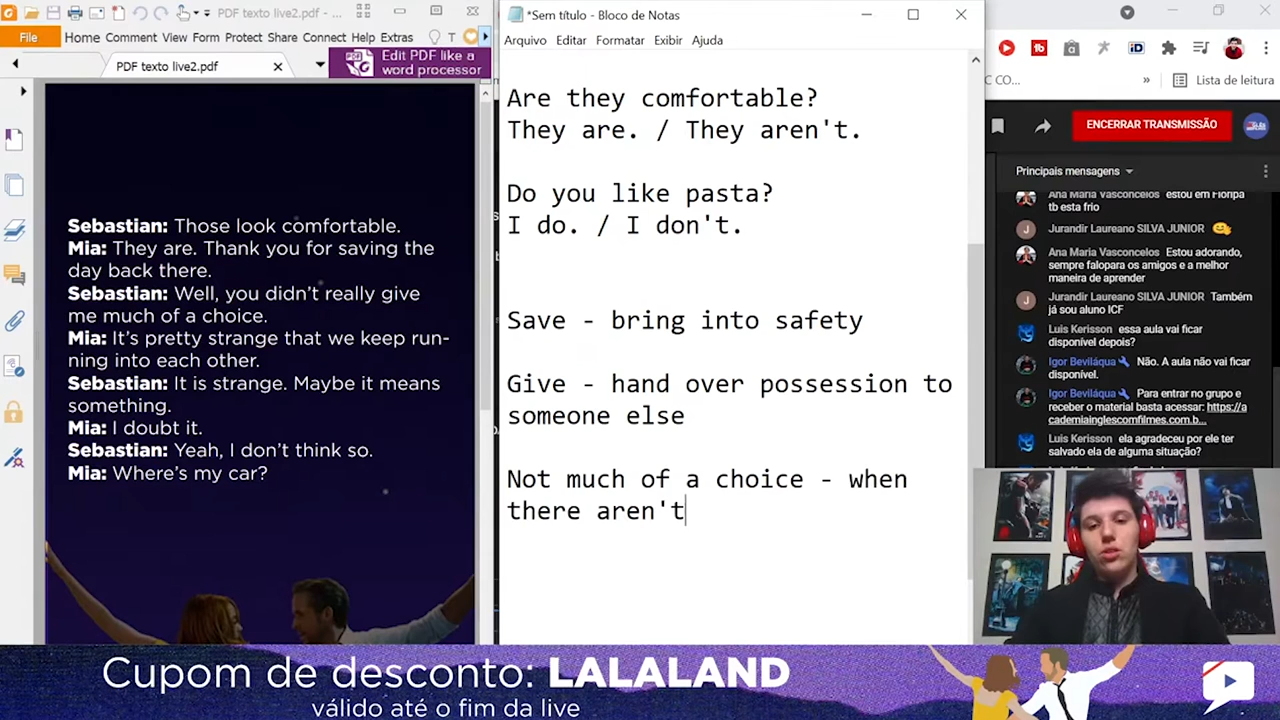 PDF texto live2.pdf - ...
File Home Comment View Form Protect Share Connect Help Extras
PDF texto live2.pdf
Edit PDF like a
word processor
Sebastian: Those look comfortable.
Mia: They are. Thank you for saving the
day back there.
Sebastian: Well, you didn't really give
me much of a choice.
Mia: It's pretty strange that we keep run-
ning into each other.
Sebastian: It is strange. Maybe it means
something.
Mia: I doubt it.
Sebastian: Yeah, I don't think so.
Mia: Where's my car?
*Sem título - Bloco de Notas
Arquivo Editar Formatar Exibir Ajuda
Are they comfortable?
They are. / They aren't.
Do you like pasta?
I do. / I don't.
Save - bring into safety
Give - hand over possession to
someone else
Not much of a choice - when
there aren't
iD
C CO...
» Lista de leitura
ENCERRAR TRANSMISSÃO
Principais mensagens
Ana Maria Vasconcelos estou em Floripa
tb esta frio
Jurandir Laureano SILVA JUNIOR
Ana Maria Vasconcelos Estou adorando,
sempre falopara os amigos e a melhor
maneira de aprender
Jurandir Laureano SILVA JUNIOR Também
já sou aluno ICF
Luis Kerisson essa aula vai ficar
disponível depois?
Igor Beviláqua Não. A aula não vai ficar
disponível.
Igor Beviláqua Para entrar no grupo e
receber o material basta acessar: https://a
cademiainglescomfilmes.com.b...
Luis Kerisson ela agradeceu por ele ter
salvado ela de alguma situação?
Cupom de desconto: LALALAND
válido até o fim da live